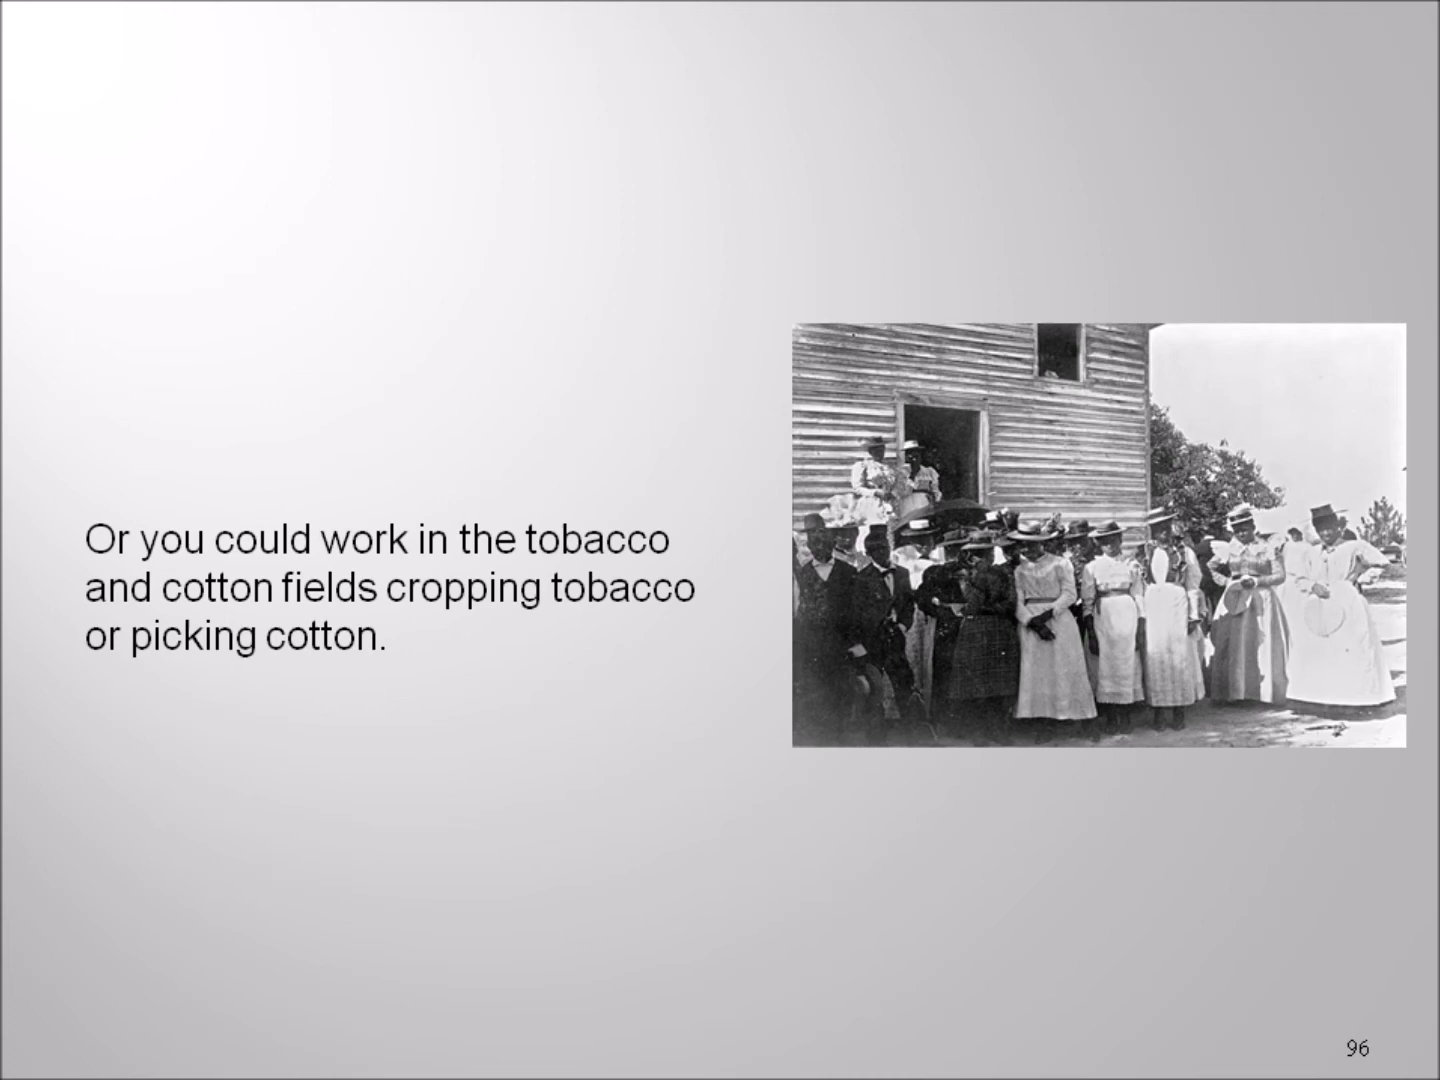 Or you could work in the tobacco
and cotton fields cropping tobacco
or picking cotton.
96